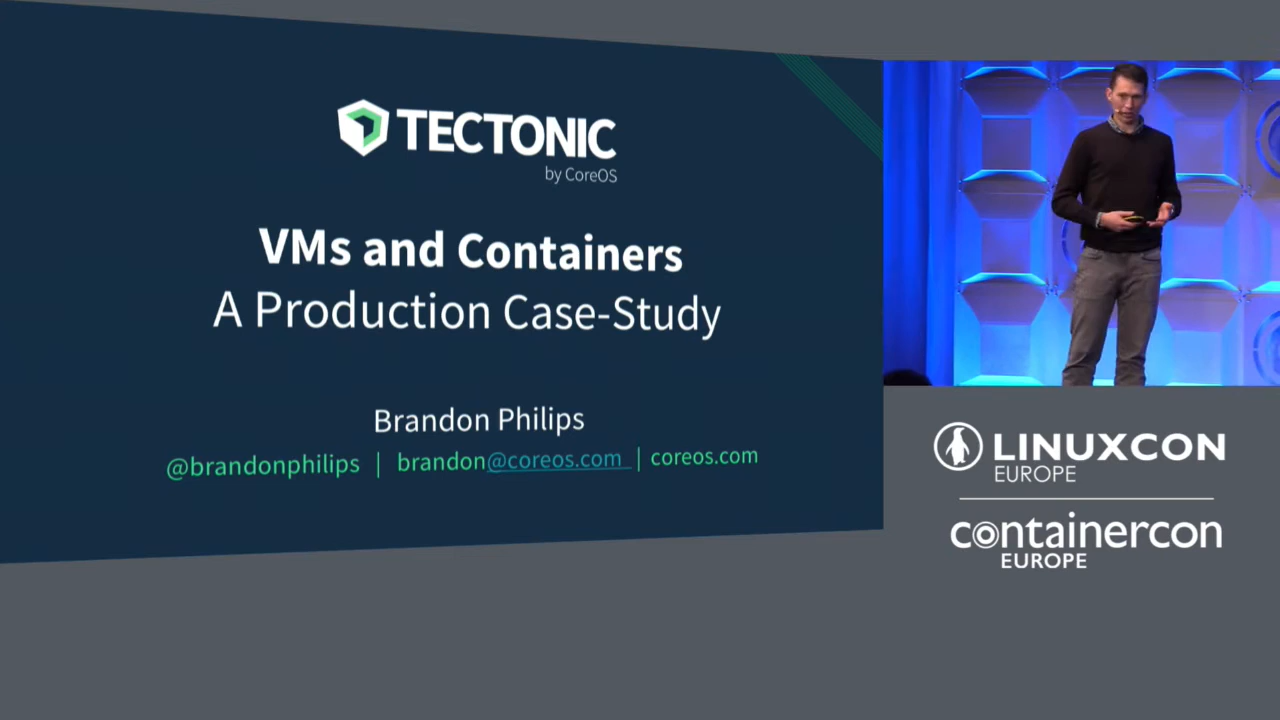 TECTONIC
by CoreOS
VMs and Containers
A Production Case-Study
Brandon Philips
@brandonphilips | brandon@coreos.com | coreos.com
LINUXCON
EUROPE
containercon
EUROPE